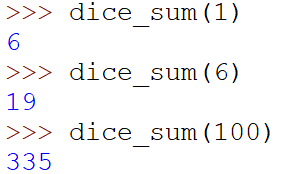 >>> dice_sum(1)
6
>>> dice_sum(6)
19
>>> dice_sum(100)
335